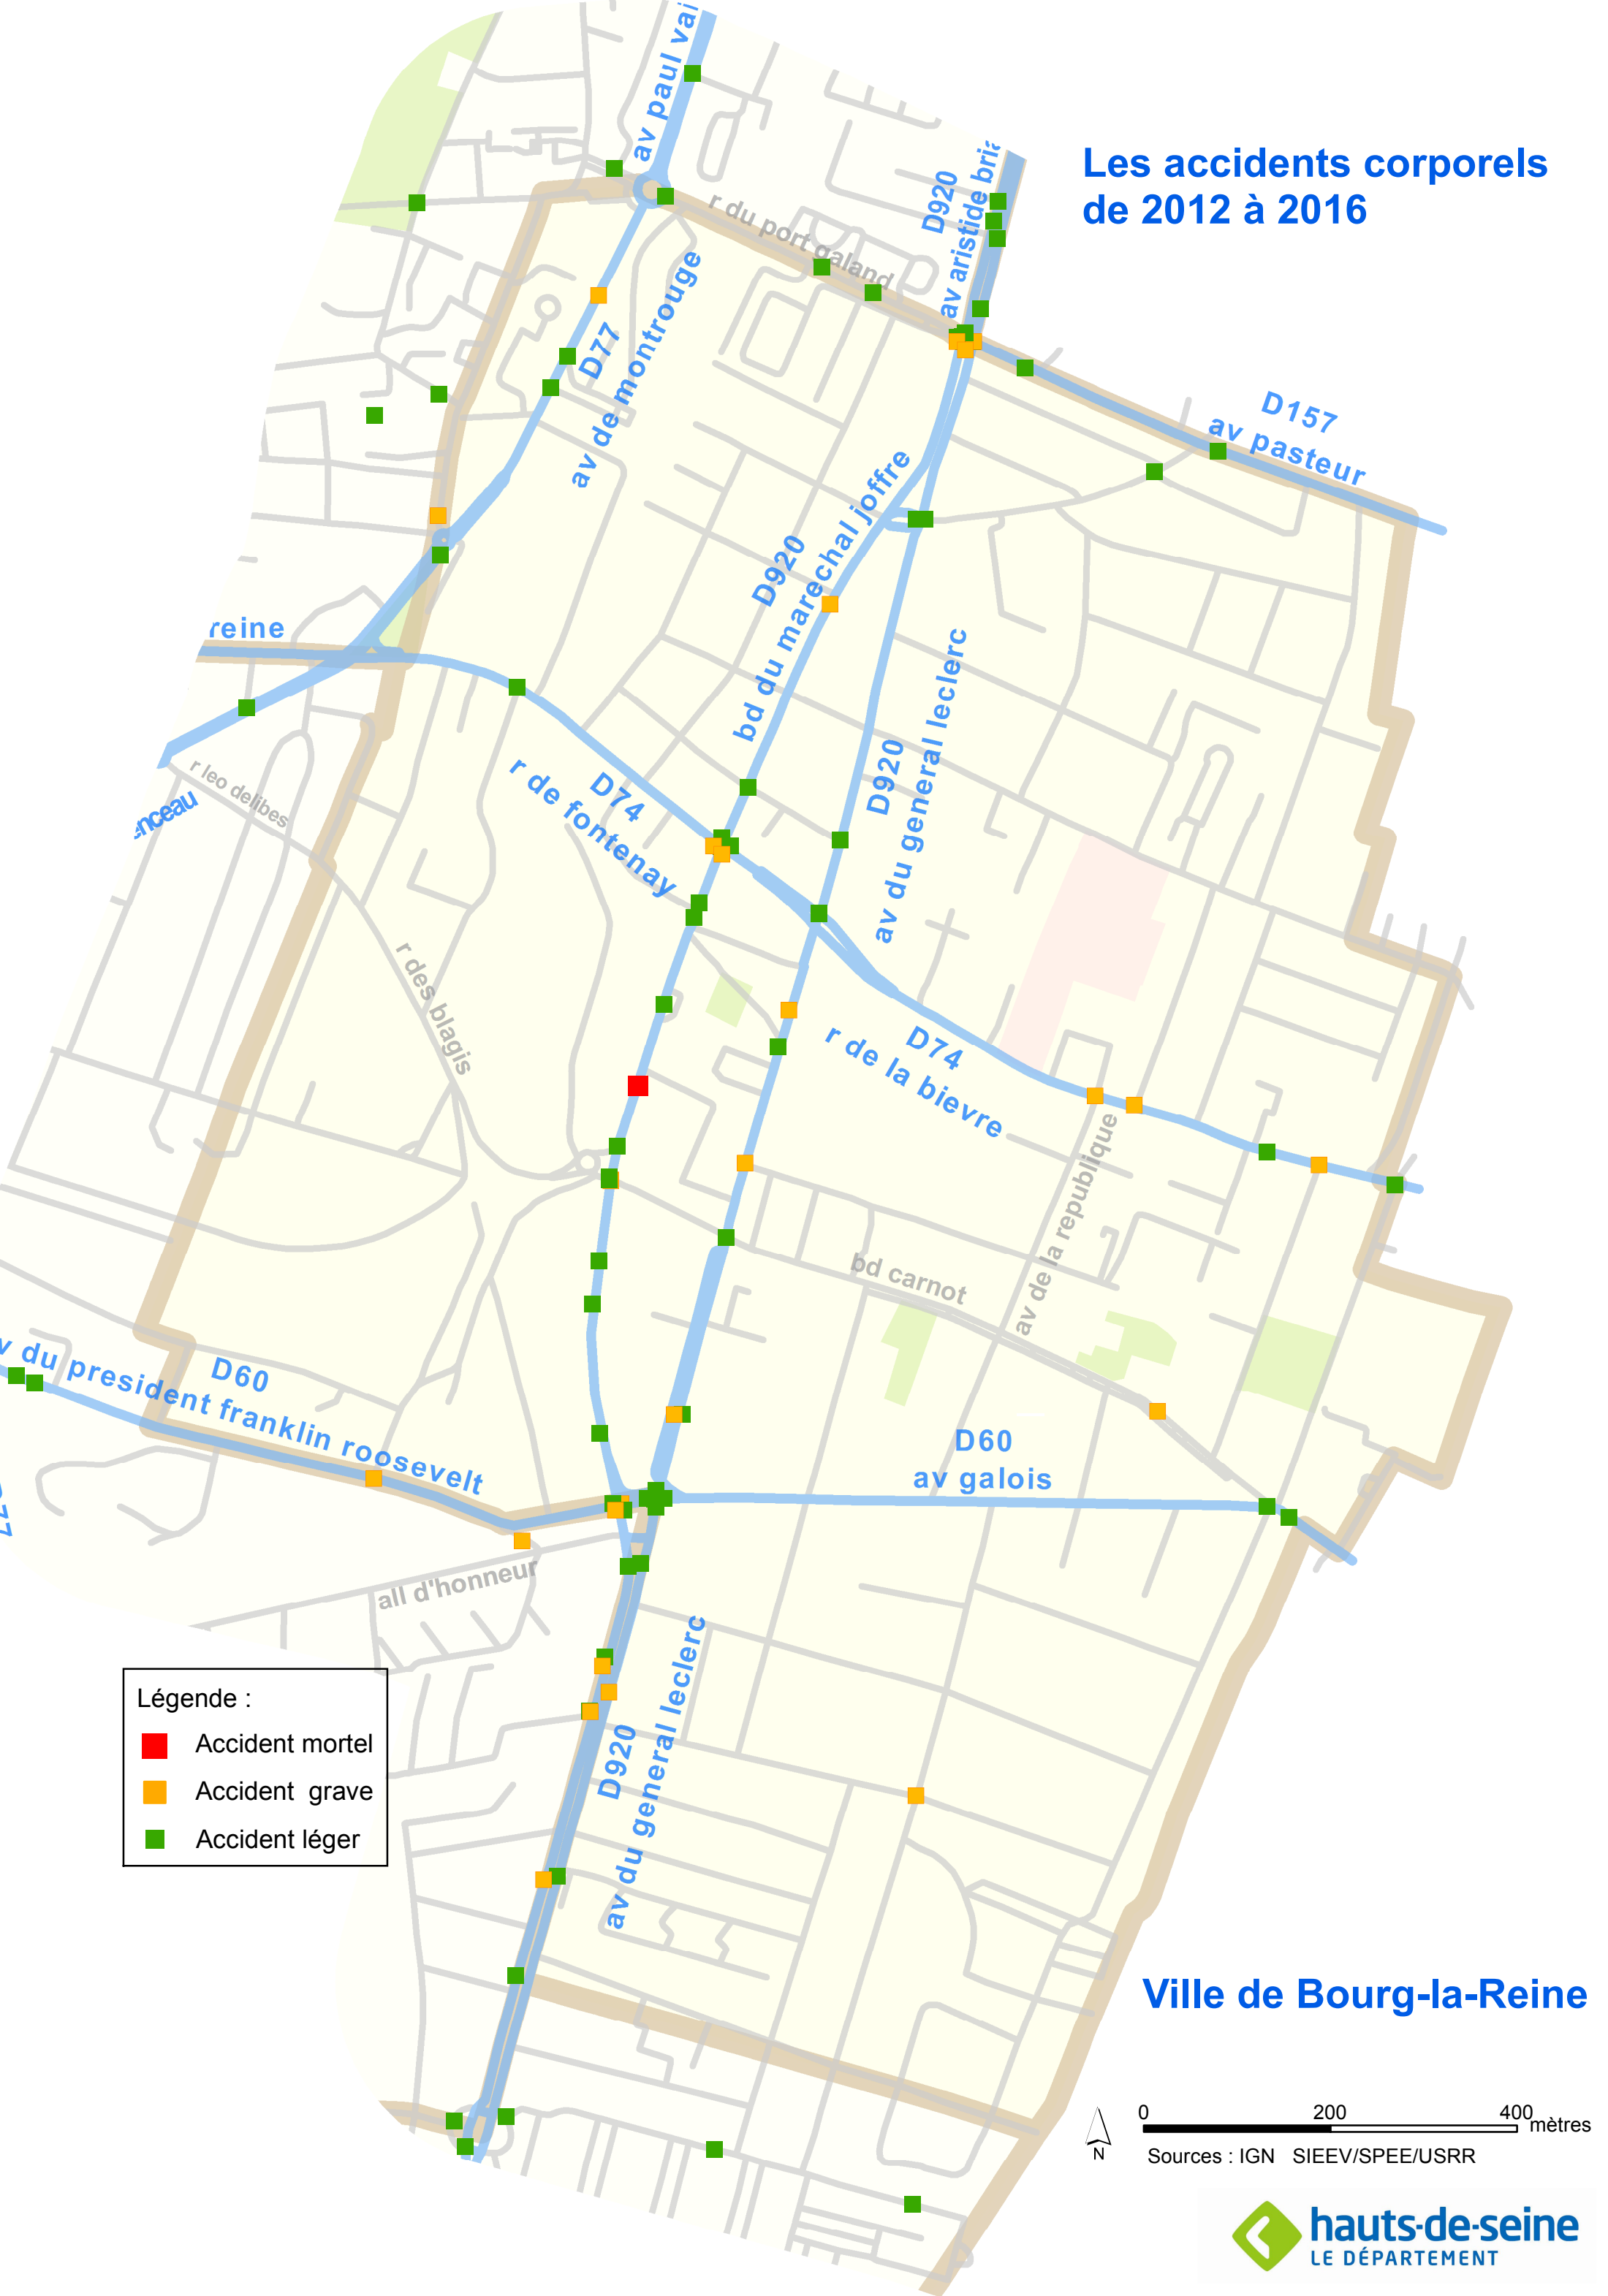 av paul vai
Les accidents corporels
de 2012 à 2016
D920
av aristide bria
r du port galand
D77
av de montrouge
D157
av pasteur
D920
bd du marechal joffre
reine
D920
av du general leclerc
r leo delibes
enceau
D74
r de fontenay
r des blagis
D74
r de la bievre
av de la republique
bd carnot
D60
v du president franklin roosevelt
D60
av galois
all d'honneur
D920
av du general leclerc
Légende :
Accident mortel
Accident grave
Accident léger
Ville de Bourg-la-Reine
0 200 400
mètres
N
Sources : IGN SIEEV/SPEE/USRR
hauts-de-seine
LE DÉPARTEMENT